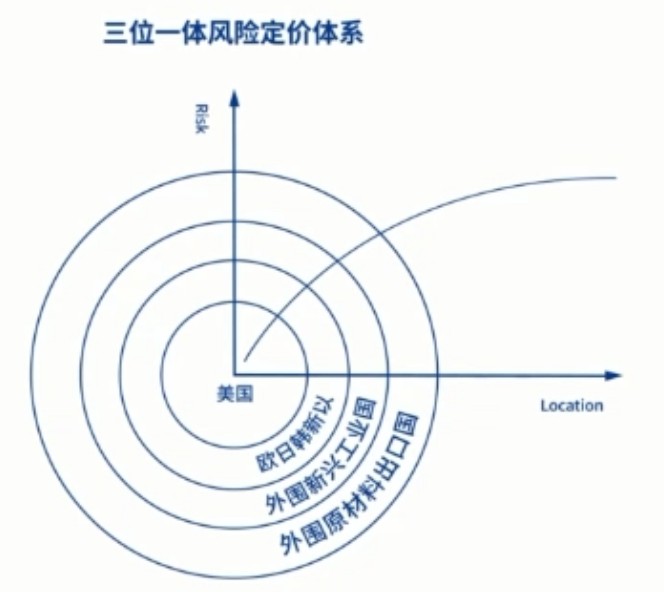 三位一体风险定价体系
Risk
美国
Location
欧日韩新以
外围新兴工业国
外围原材料出口国